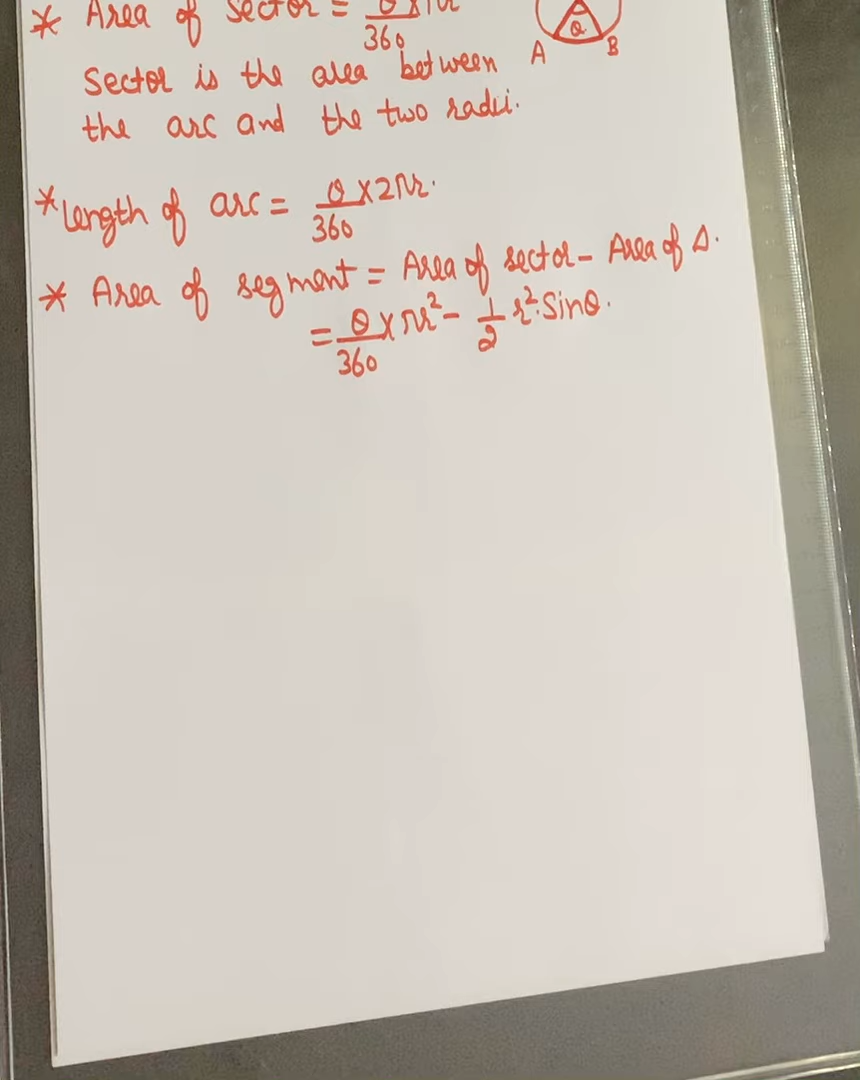 * Area of Sector = θ/360 × πr²
A θ B
Sector is the area between
the arc and the two radii.
* Length of arc = θ/360 × 2πr.
* Area of segment = Area of sector - Area of Δ.
= θ/360 × πr² - 1/2 r².Sinθ.